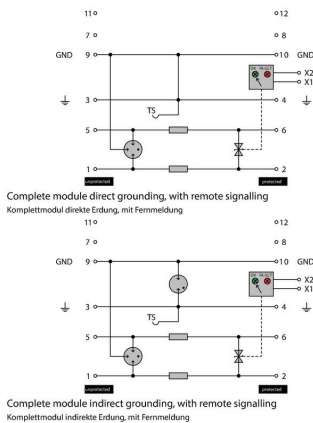 11 12
7 8
GND 9 10 GND
OK FAULT
X2
X1
3 4
TS
5 6
1 2
unprotected protected
Complete module direct grounding, with remote signalling
Komplettmodul direkte Erdung, mit Fernmeldung
11 12
7 8
GND 9 10 GND
OK FAULT
X2
X1
3 4
TS
5 6
1 2
unprotected protected
Complete module indirect grounding, with remote signalling
Komplettmodul indirekte Erdung, mit Fernmeldung